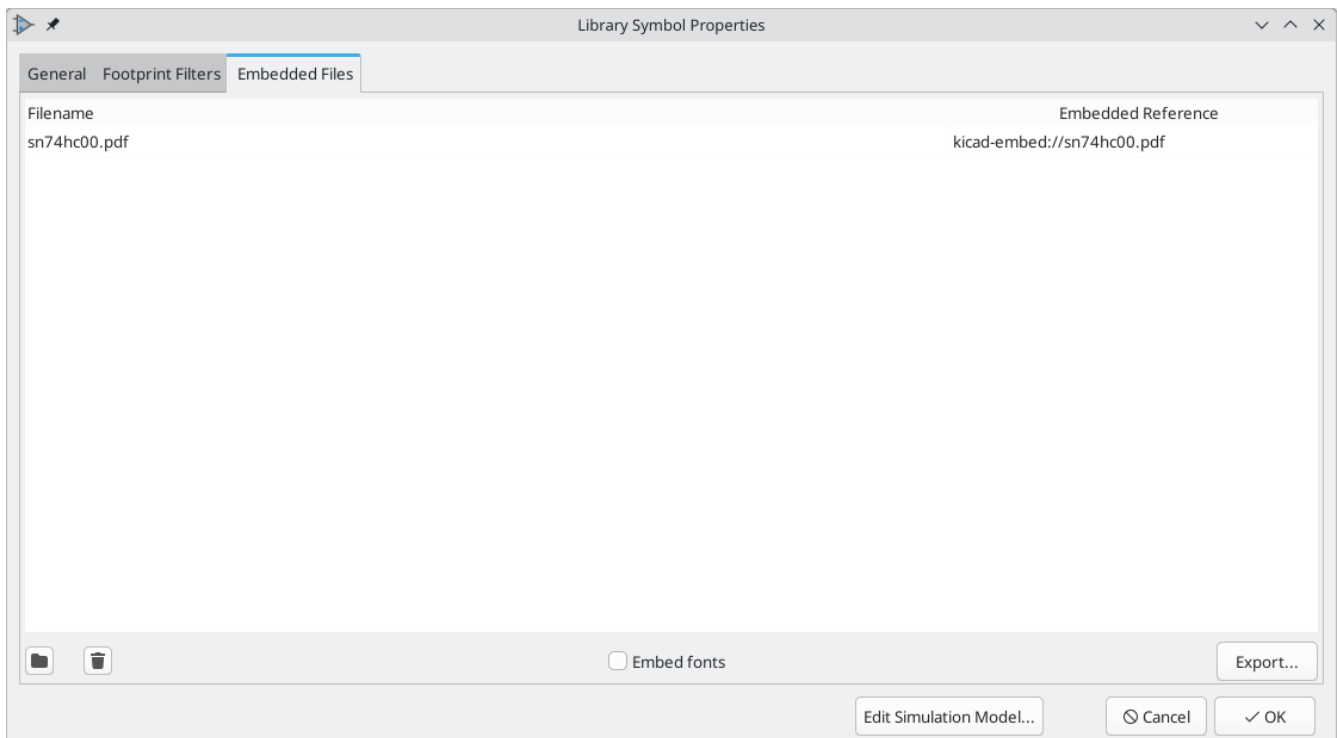 Library Symbol Properties
General Footprint Filters Embedded Files
Filename Embedded Reference
sn74hc00.pdf kicad-embed://sn74hc00.pdf
Embed fonts Export...
Edit Simulation Model... Cancel OK